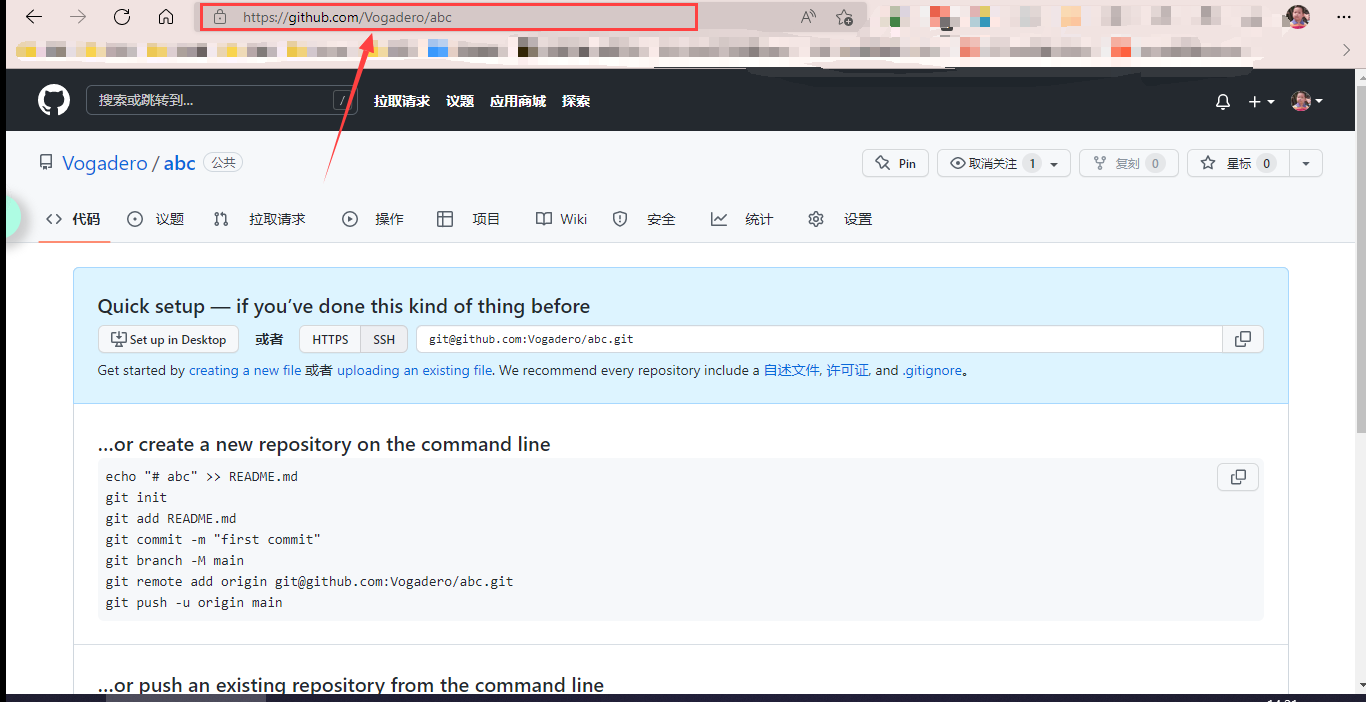 https://github.com/Vogadero/abc
搜索或跳转到... / 拉取请求 议题 应用商城 探索
Vogadero / abc 公共 Pin 取消关注 1 复刻 0 星标 0
代码 议题 拉取请求 操作 项目 Wiki 安全 统计 设置
Quick setup — if you’ve done this kind of thing before
Set up in Desktop 或者 HTTPS SSH git@github.com:Vogadero/abc.git
Get started by creating a new file 或者 uploading an existing file. We recommend every repository include a 自述文件, 许可证, and .gitignore。
…or create a new repository on the command line
echo "# abc" >> README.md
git init
git add README.md
git commit -m "first commit"
git branch -M main
git remote add origin git@github.com:Vogadero/abc.git
git push -u origin main
…or push an existing repository from the command line